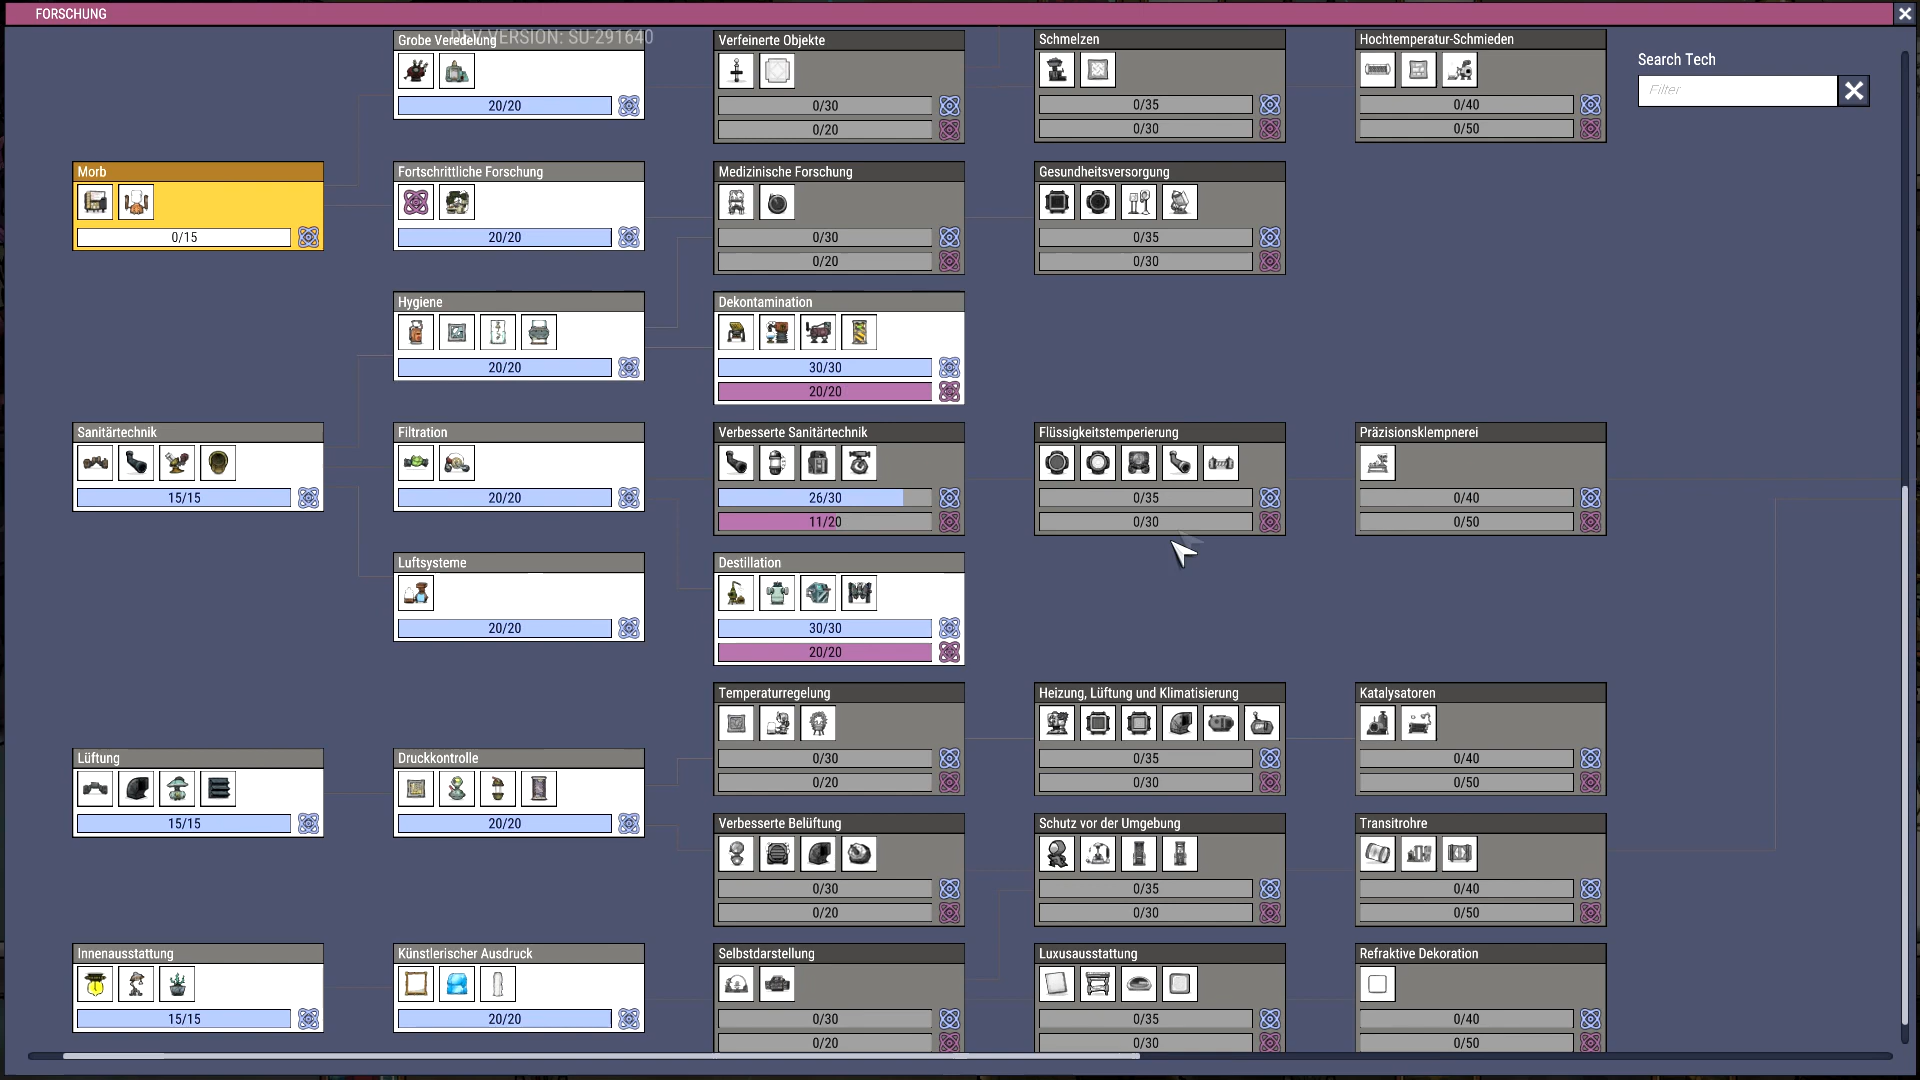 FORSCHUNG
DEV VERSION: SU-291640
Search Tech
Filter
Grobe Veredelung
20/20
Verfeinerte Objekte
0/30
0/20
Schmelzen
0/35
0/30
Hochtemperatur-Schmieden
0/40
0/50
Morb
0/15
Fortschrittliche Forschung
20/20
Medizinische Forschung
0/30
0/20
Gesundheitsversorgung
0/35
0/30
Hygiene
20/20
Dekontamination
30/30
20/20
Sanitärtechnik
15/15
Filtration
20/20
Verbesserte Sanitärtechnik
26/30
11/20
Flüssigkeitstemperierung
0/35
0/30
Präzisionsklempnerei
0/40
0/50
Luftsysteme
20/20
Destillation
30/30
20/20
Temperaturregelung
0/30
0/20
Heizung, Lüftung und Klimatisierung
0/35
0/30
Katalysatoren
0/40
0/50
Lüftung
15/15
Druckkontrolle
20/20
Verbesserte Belüftung
0/30
0/20
Schutz vor der Umgebung
0/35
0/30
Transitrohre
0/40
0/50
Innenausstattung
15/15
Künstlerischer Ausdruck
20/20
Selbstdarstellung
0/30
0/20
Luxusausstattung
0/35
0/30
Refraktive Dekoration
0/40
0/50